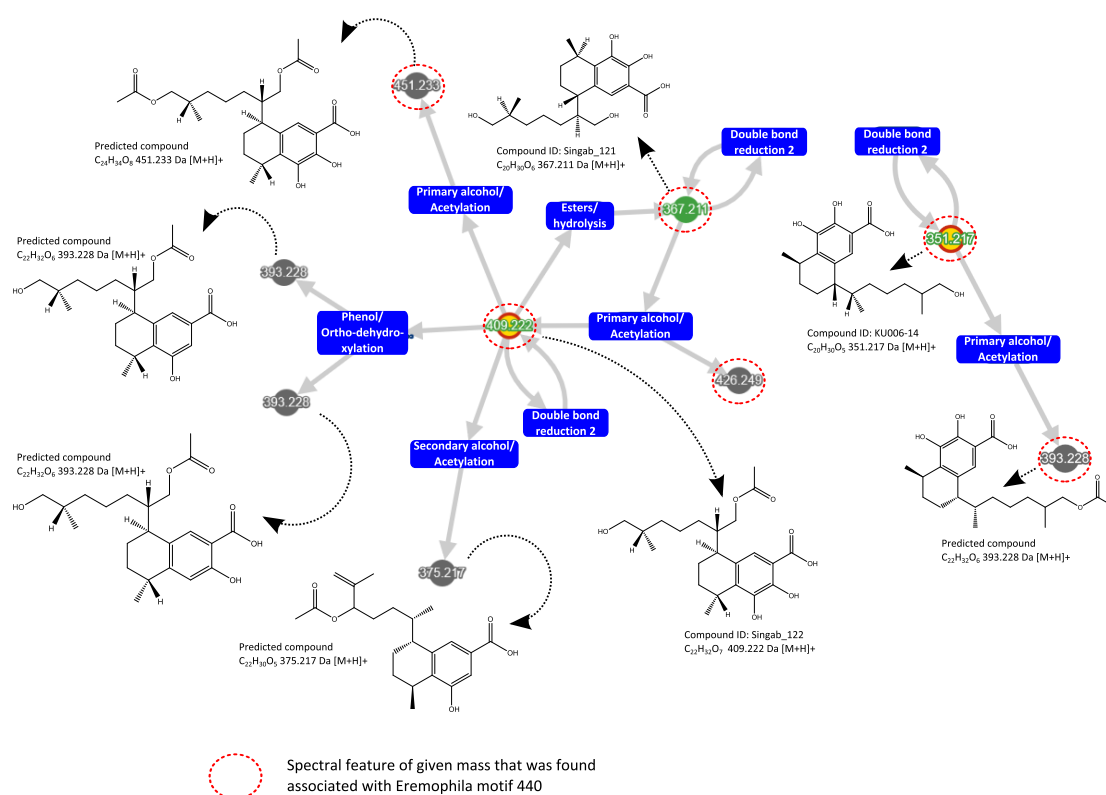 451.233
Predicted compound
C24H34O8 451.233 Da [M+H]+
Compound ID: Singab_121
C20H30O6 367.211 Da [M+H]+
Double bond
reduction 2
Double bond
reduction 2
Primary alcohol/
Acetylation
Esters/
hydrolysis
367.211
351.217
Predicted compound
C22H32O6 393.228 Da [M+H]+
393.228
Phenol/
Ortho-dehydro-
xylation
409.222
Primary alcohol/
Acetylation
Compound ID: KU006-14
C20H30O5 351.217 Da [M+H]+
Primary alcohol/
Acetylation
426.249
393.228
Double bond
reduction 2
Secondary alcohol/
Acetylation
Predicted compound
C22H32O6 393.228 Da [M+H]+
393.228
Predicted compound
C22H32O6 393.228 Da [M+H]+
375.217
Predicted compound
C22H30O5 375.217 Da [M+H]+
Compound ID: Singab_122
C22H32O7 409.222 Da [M+H]+
Spectral feature of given mass that was found
associated with Eremophila motif 440